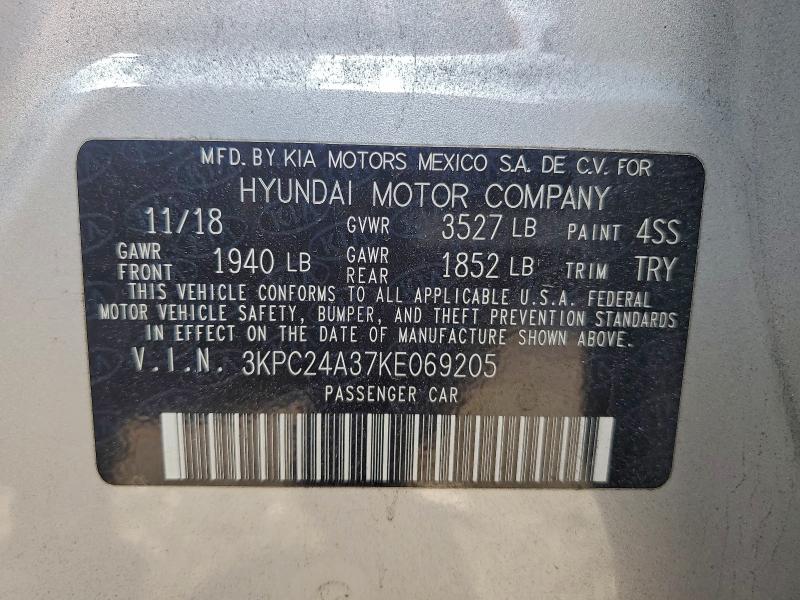 MFD. BY KIA MOTORS MEXICO S.A. DE C.V. FOR
HYUNDAI MOTOR COMPANY
11/18 GVWR 3527 LB PAINT 4SS
GAWR FRONT 1940 LB GAWR REAR 1852 LB TRIM TRY
THIS VEHICLE CONFORMS TO ALL APPLICABLE U.S.A. FEDERAL
MOTOR VEHICLE SAFETY, BUMPER, AND THEFT PREVENTION STANDARDS
IN EFFECT ON THE DATE OF MANUFACTURE SHOWN ABOVE.
V.I.N. 3KPC24A37KE069205
PASSENGER CAR